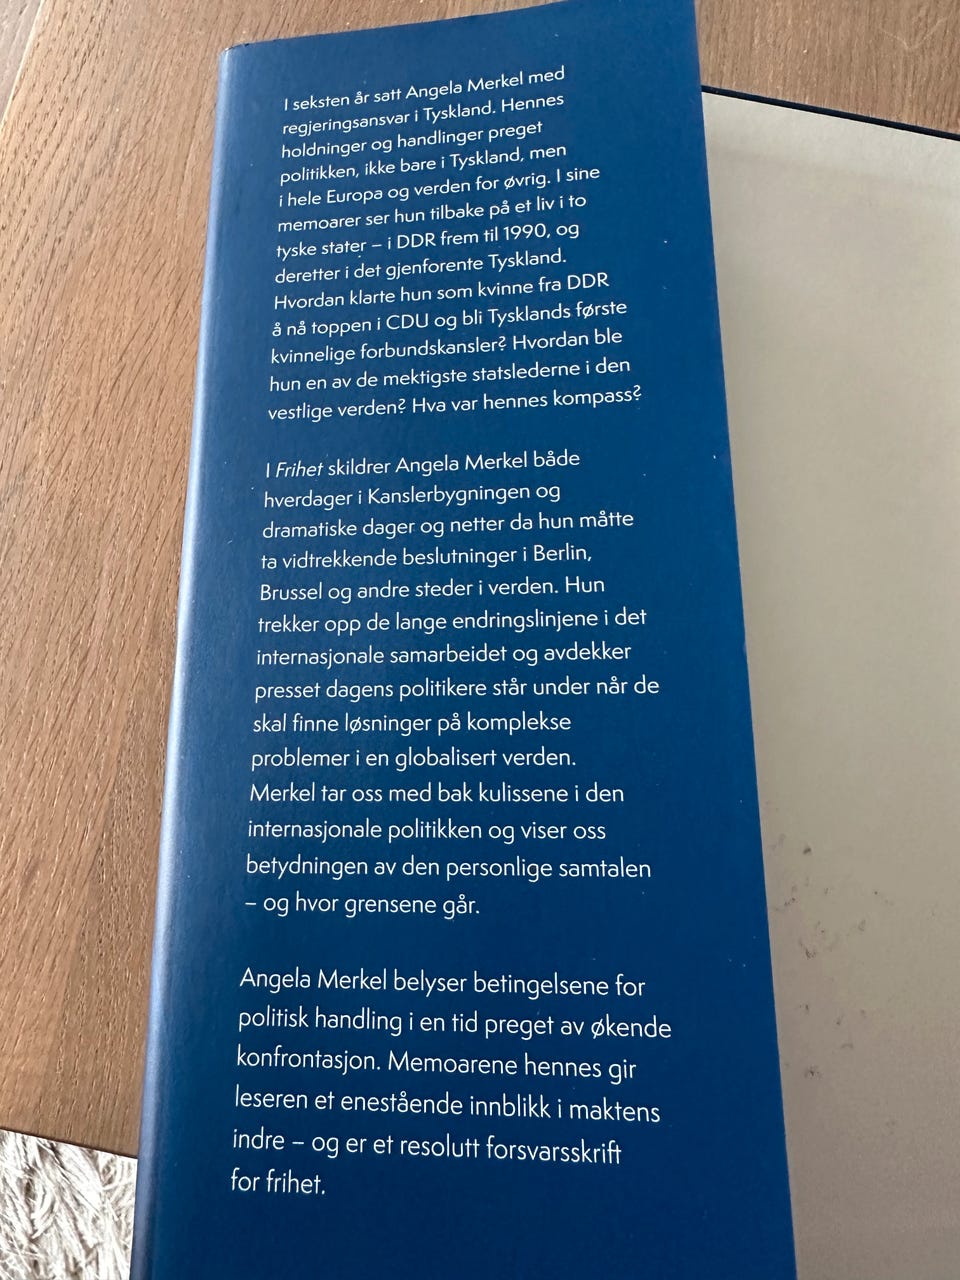 I seksten år satt Angela Merkel med
regjeringsansvar i Tyskland. Hennes
holdninger og handlinger preget
politikken, ikke bare i Tyskland, men
i hele Europa og verden for øvrig. I sine
memoarer ser hun tilbake på et liv i to
tyske stater – i DDR frem til 1990, og
deretter i det gjenforente Tyskland.
Hvordan klarte hun som kvinne fra DDR
å nå toppen i CDU og bli Tysklands første
kvinnelige forbundskansler? Hvordan ble
hun en av de mektigste statslederne i den
vestlige verden? Hva var hennes kompass?
I Frihet skildrer Angela Merkel både
hverdager i Kanslerbygningen og
dramatiske dager og netter da hun måtte
ta vidtrekkende beslutninger i Berlin,
Brussel og andre steder i verden. Hun
trekker opp de lange endringslinjene i det
internasjonale samarbeidet og avdekker
presset dagens politikere står under når de
skal finne løsninger på komplekse
problemer i en globalisert verden.
Merkel tar oss med bak kulissene i den
internasjonale politikken og viser oss
betydningen av den personlige samtalen
– og hvor grensene går.
Angela Merkel belyser betingelsene for
politisk handling i en tid preget av økende
konfrontasjon. Memoarene hennes gir
leseren et enestående innblikk i maktens
indre – og er et resolutt forsvarsskrift
for frihet.